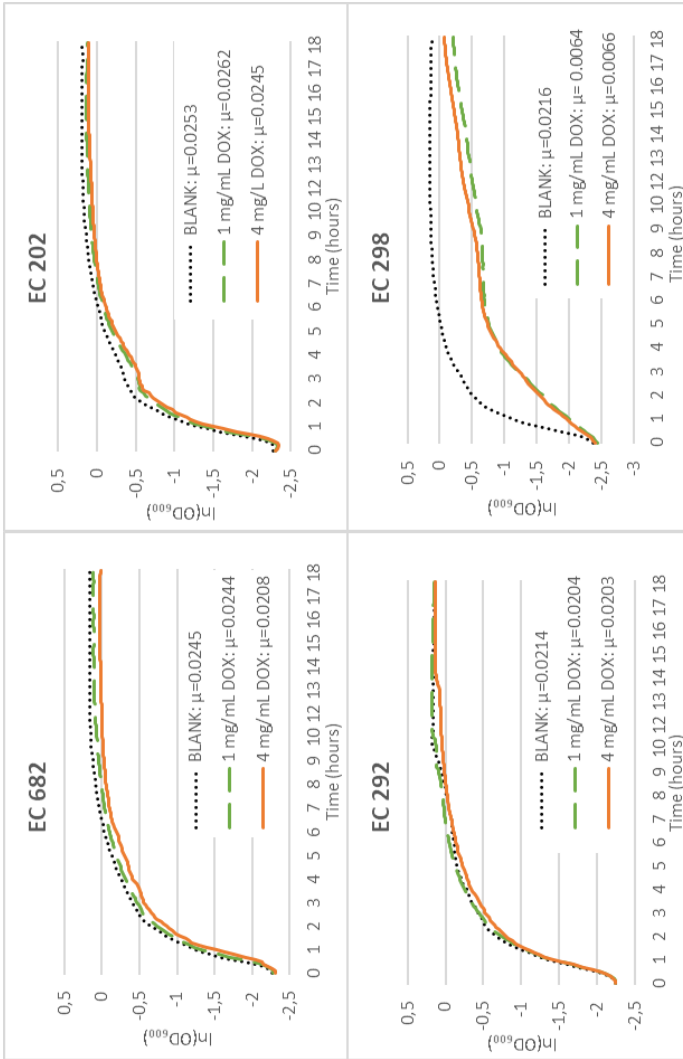 EC 682
0,5
0
-0,5
-1
-1,5
-2
-2,5
ln(OD₆₀₀)
BLANK: μ=0.0245
1 mg/mL DOX: μ=0.0244
4 mg/mL DOX: μ=0.0208
0 1 2 3 4 5 6 7 8 9 10 12 13 14 15 16 17 18
Time (hours)
EC 202
0,5
0
-0,5
-1
-1,5
-2
-2,5
ln(OD₆₀₀)
BLANK: μ=0.0253
1 mg/mL DOX: μ=0.0262
4 mg/L DOX: μ=0.0245
0 1 2 3 4 5 6 7 8 9 10 12 13 14 15 16 17 18
Time (hours)
EC 292
0,5
0
-0,5
-1
-1,5
-2
-2,5
ln(OD₆₀₀)
BLANK: μ=0.0214
1 mg/mL DOX: μ=0.0204
4 mg/mL DOX: μ=0.0203
0 1 2 3 4 5 6 7 8 9 10 12 13 14 15 16 17 18
Time (hours)
EC 298
0,5
0
-0,5
-1
-1,5
-2
-2,5
-3
ln(OD₆₀₀)
BLANK: μ=0.0216
1 mg/mL DOX: μ= 0.0064
4 mg/mL DOX: μ=0.0066
0 1 2 3 4 5 6 7 8 9 10 12 13 14 15 16 17 18
Time (hours)